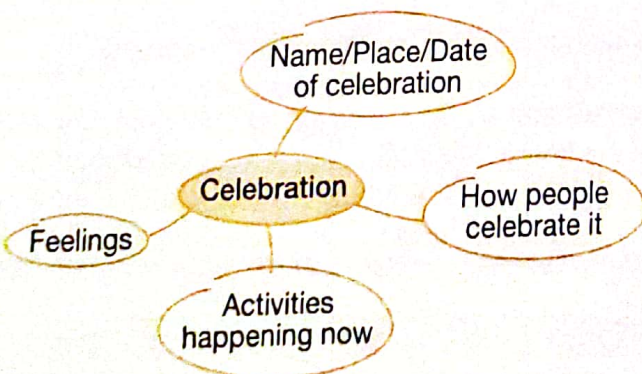 Name/Place/Date
of celebration
Celebration
How people
celebrate it
Feelings
Activities
happening now